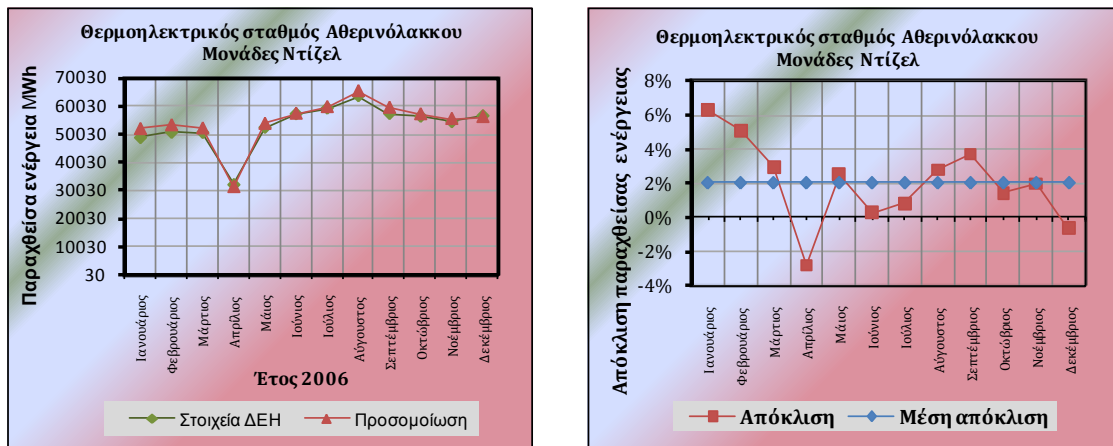 Θερμοηλεκτρικός σταθμός Αθερινόλακκου
Μονάδες Ντίζελ
Παραχθείσα ενέργεια MWh
70030
60030
50030
40030
30030
20030
10030
30
Ιανουάριος
Φεβρουάριος
Μάρτιος
Απρίλιος
Μάιος
Ιούνιος
Ιούλιος
Αύγουστος
Σεπτέμβριος
Οκτώβριος
Νοέμβριος
Δεκέμβριος
Έτος 2006
Στοιχεία ΔΕΗ
Προσομοίωση
Θερμοηλεκτρικός σταθμός Αθερινόλακκου
Μονάδες Ντίζελ
Απόκλιση παραχθείσας ενέργειας
8%
6%
4%
2%
0%
-2%
-4%
Ιανουάριος
Φεβρουάριος
Μάρτιος
Απρίλιος
Μάιος
Ιούνιος
Ιούλιος
Αύγουστος
Σεπτέμβριος
Οκτώβριος
Νοέμβριος
Δεκέμβριος
Απόκλιση
Μέση απόκλιση